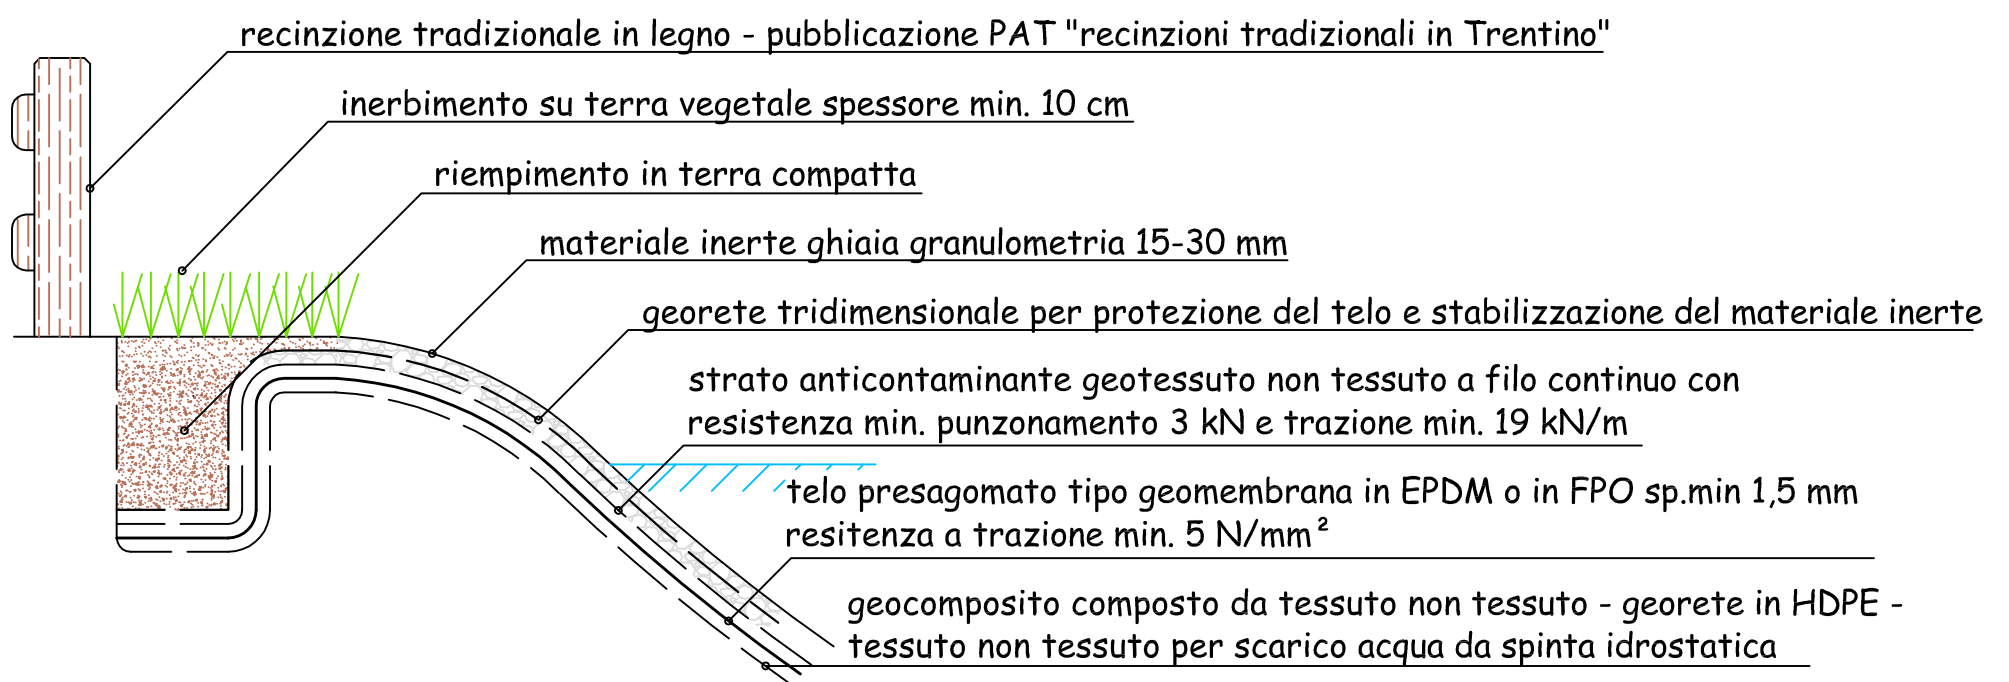 recinzione tradizionale in legno - pubblicazione PAT "recinzioni tradizionali in Trentino"
inerbimento su terra vegetale spessore min. 10 cm
riempimento in terra compatta
materiale inerte ghiaia granulometria 15-30 mm
georete tridimensionale per protezione del telo e stabilizzazione del materiale inerte
strato anticontaminante geotessuto non tessuto a filo continuo con
resistenza min. punzonamento 3 kN e trazione min. 19 kN/m
telo presagomato tipo geomembrana in EPDM o in FPO sp.min 1,5 mm
resitenza a trazione min. 5 N/mm²
geocomposito composto da tessuto non tessuto - georete in HDPE -
tessuto non tessuto per scarico acqua da spinta idrostatica